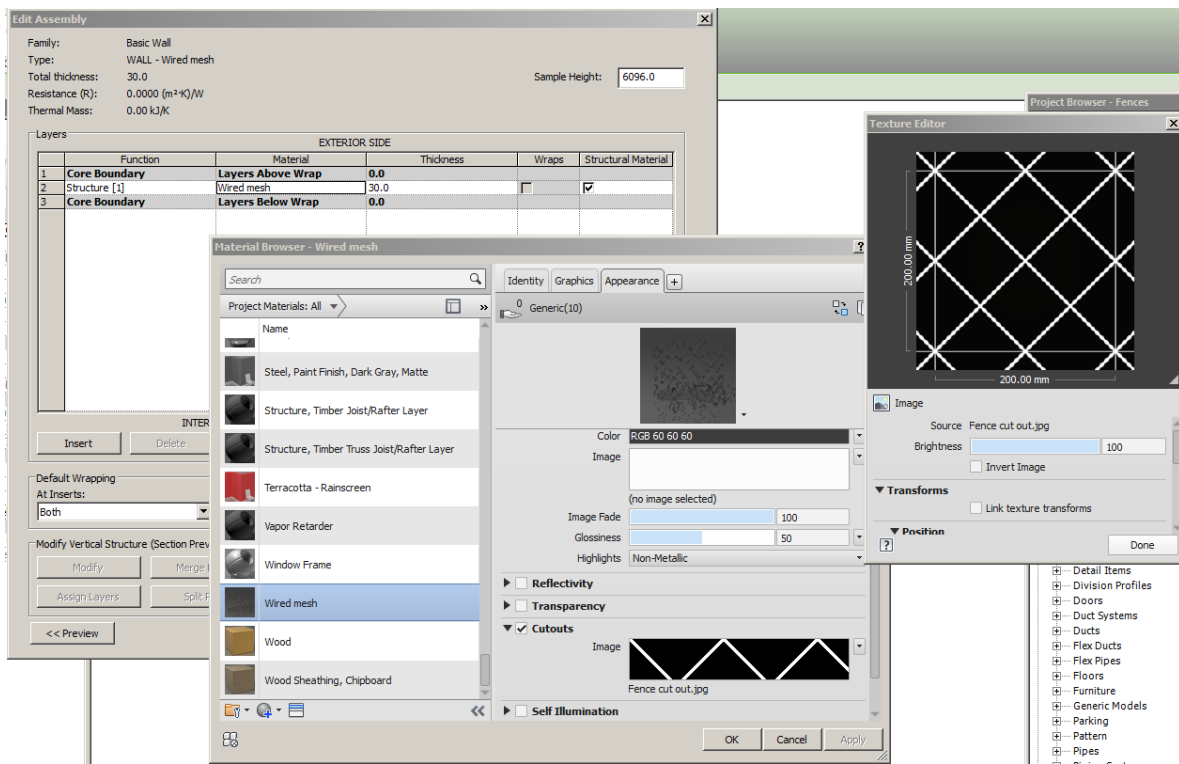 Edit Assembly
Family: Basic Wall
Type: WALL - Wired mesh
Total thickness: 30.0 Sample Height: 6096.0
Resistance (R): 0.0000 (m²·K)/W
Thermal Mass: 0.00 kJ/K
Layers
EXTERIOR SIDE
Function Material Thickness Wraps Structural Material
1 Core Boundary Layers Above Wrap 0.0
2 Structure [1] Wired mesh 30.0
3 Core Boundary Layers Below Wrap 0.0
INTER
Insert Delete
Default Wrapping
At Inserts:
Both
Modify Vertical Structure (Section Prev
Modify Merge
Assign Layers Split
<< Preview
Material Browser - Wired mesh ?
Search
Project Materials: All »
Name
Steel, Paint Finish, Dark Gray, Matte
Structure, Timber Joist/Rafter Layer
Structure, Timber Truss Joist/Rafter Layer
Terracotta - Rainscreen
Vapor Retarder
Window Frame
Wired mesh
Wood
Wood Sheathing, Chipboard
Identity Graphics Appearance +
0 Generic(10)
Color RGB 60 60 60
Image
(no image selected)
Image Fade 100
Glossiness 50
Highlights Non-Metallic
Reflectivity
Transparency
Cutouts
Image
Fence cut out.jpg
Self Illumination
OK Cancel Apply
Project Browser - Fences
Texture Editor
200.00 mm
200.00 mm
Image
Source Fence cut out.jpg
Brightness 100
Invert Image
Transforms
Link texture transforms
Position
? Done
Detail Items
Division Profiles
Doors
Duct Systems
Ducts
Flex Ducts
Flex Pipes
Floors
Furniture
Generic Models
Parking
Pattern
Pipes